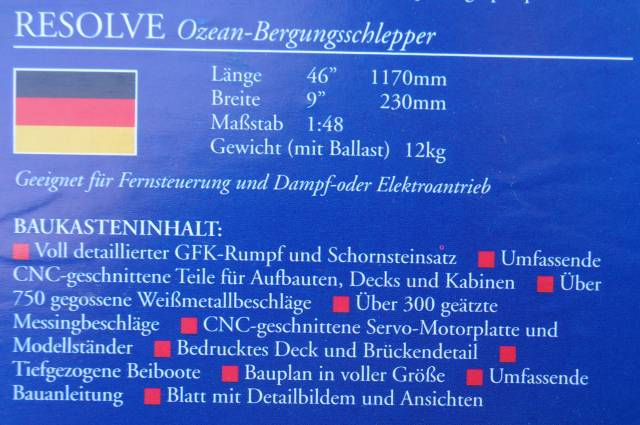 RESOLVE Ozean-Bergungsschlepper
Länge 46” 1170mm
Breite 9” 230mm
Maßstab 1:48
Gewicht (mit Ballast) 12kg
Geeignet für Fernsteuerung und Dampf-oder Elektroantrieb
BAUKASTENINHALT:
■ Voll detaillierter GFK-Rumpf und Schornsteinsatz ■ Umfassende
CNC-geschnittene Teile für Aufbauten, Decks und Kabinen ■ Über
750 gegossene Weißmetallbeschläge ■ Über 300 geätzte
Messingbeschläge ■ CNC-geschnittene Servo-Motorplatte und
Modellständer ■ Bedrucktes Deck und Brückendetail ■
Tiefgezogene Beiboote ■ Bauplan in voller Größe ■ Umfassende
Bauanleitung ■ Blatt mit Detailbildern und Ansichten